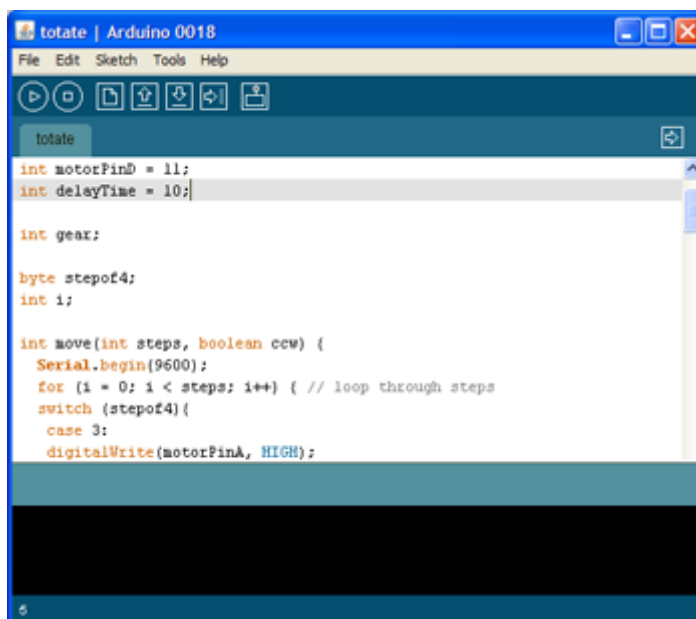 totate | Arduino 0018
File Edit Sketch Tools Help
totate
int motorPinD = 11;
int delayTime = 10;
int gear;
byte stepof4;
int i;
int move(int steps, boolean ccw) {
Serial.begin(9600);
for (i = 0; i < steps; i++) { // loop through steps
switch (stepof4){
case 3:
digitalWrite(motorPinA, HIGH);